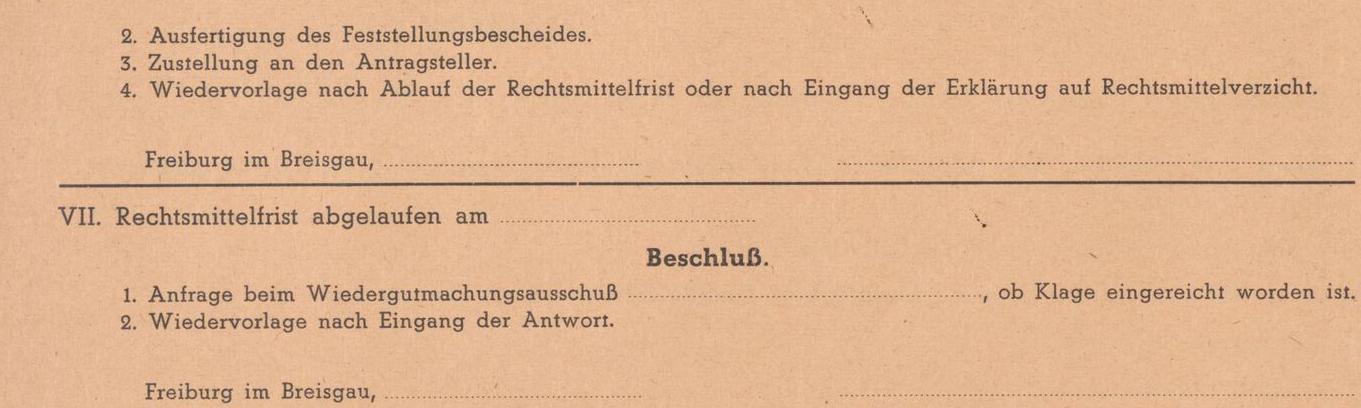 2. Ausfertigung des Feststellungsbescheides.
3. Zustellung an den Antragsteller.
4. Wiedervorlage nach Ablauf der Rechtsmittelfrist oder nach Eingang der Erklärung auf Rechtsmittelverzicht.
Freiburg im Breisgau, ........................................ ........................................
VII. Rechtsmittelfrist abgelaufen am ........................................
Beschluß.
1. Anfrage beim Wiedergutmachungsausschuß ........................................, ob Klage eingereicht worden ist.
2. Wiedervorlage nach Eingang der Antwort.
Freiburg im Breisgau, ........................................ ........................................